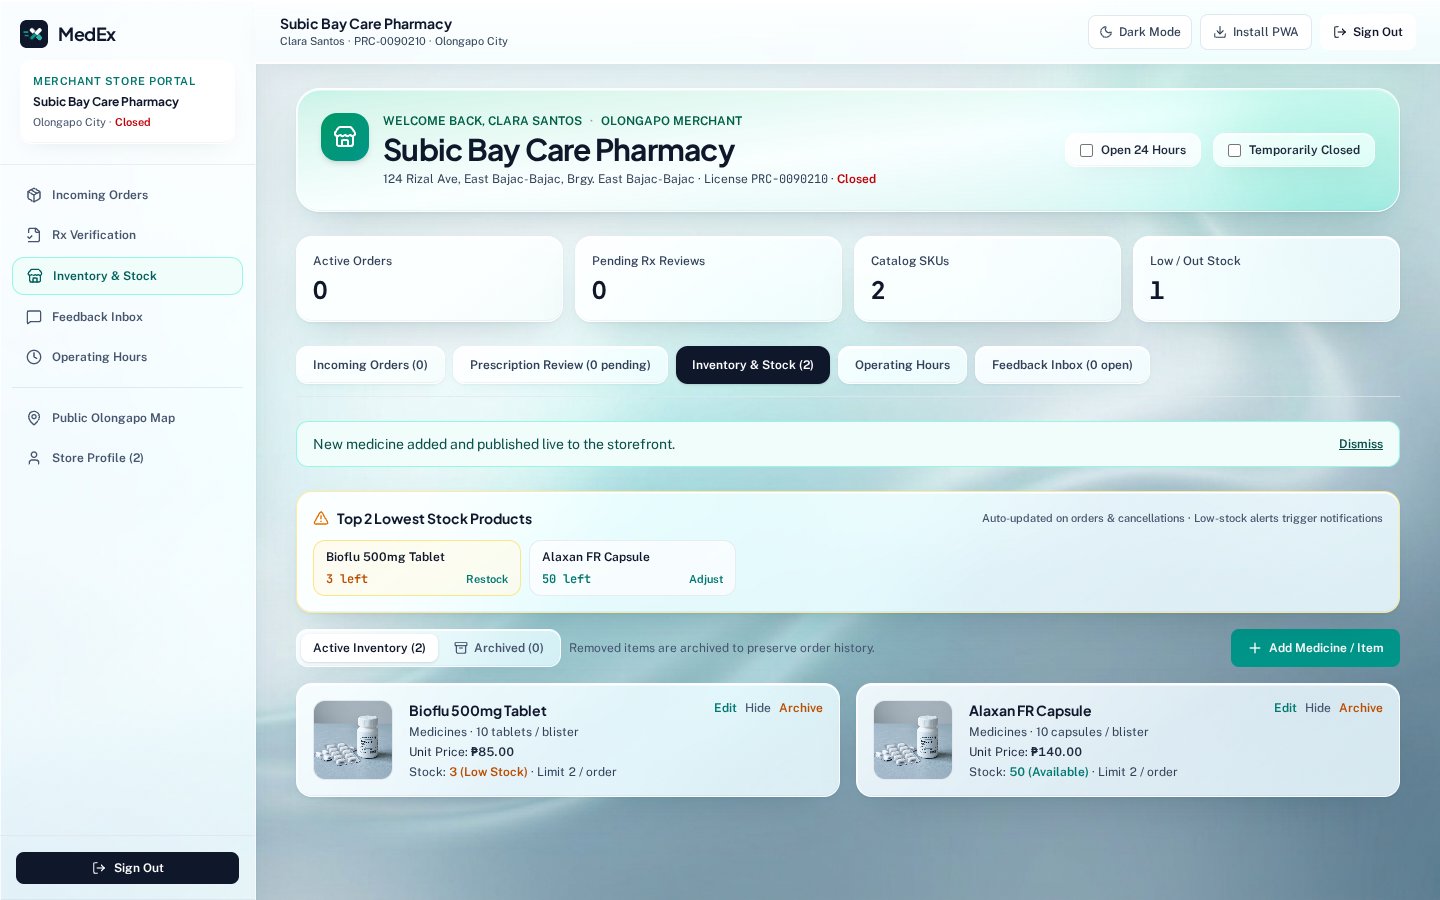 MedEx
MERCHANT STORE PORTAL
Subic Bay Care Pharmacy
Olongapo City · Closed
Incoming Orders
Rx Verification
Inventory & Stock
Feedback Inbox
Operating Hours
Public Olongapo Map
Store Profile (2)
Sign Out
Subic Bay Care Pharmacy
Clara Santos · PRC-0090210 · Olongapo City
Dark Mode
Install PWA
Sign Out
WELCOME BACK, CLARA SANTOS · OLONGAPO MERCHANT
Subic Bay Care Pharmacy
124 Rizal Ave, East Bajac-Bajac, Brgy. East Bajac-Bajac · License PRC-0090210 · Closed
Open 24 Hours
Temporarily Closed
Active Orders
0
Pending Rx Reviews
0
Catalog SKUs
2
Low / Out Stock
1
Incoming Orders (0)
Prescription Review (0 pending)
Inventory & Stock (2)
Operating Hours
Feedback Inbox (0 open)
New medicine added and published live to the storefront.
Dismiss
Top 2 Lowest Stock Products
Auto-updated on orders & cancellations · Low-stock alerts trigger notifications
Bioflu 500mg Tablet
3 left
Restock
Alaxan FR Capsule
50 left
Adjust
Active Inventory (2)
Archived (0)
Removed items are archived to preserve order history.
Add Medicine / Item
Bioflu 500mg Tablet
Edit Hide Archive
Medicines · 10 tablets / blister
Unit Price: ₱85.00
Stock: 3 (Low Stock) · Limit 2 / order
Alaxan FR Capsule
Edit Hide Archive
Medicines · 10 capsules / blister
Unit Price: ₱140.00
Stock: 50 (Available) · Limit 2 / order